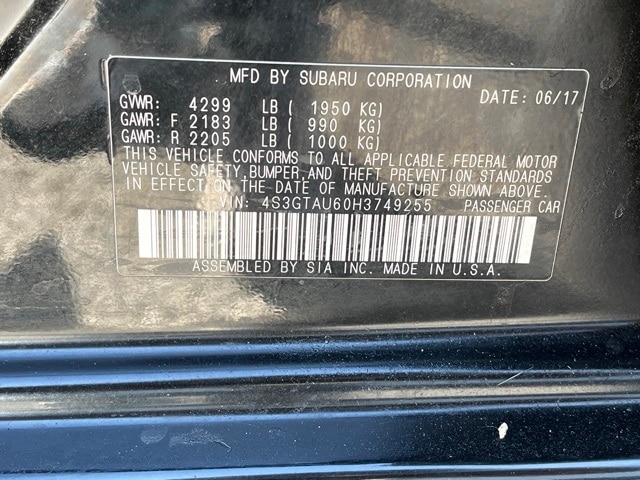 MFD BY SUBARU CORPORATION
DATE: 06/17
GVWR: 4299 LB ( 1950 KG)
GAWR: F 2183 LB ( 990 KG)
GAWR: R 2205 LB ( 1000 KG)
THIS VEHICLE CONFORMS TO ALL APPLICABLE FEDERAL MOTOR
VEHICLE SAFETY, BUMPER, AND THEFT PREVENTION STANDARDS
IN EFFECT ON THE DATE OF MANUFACTURE SHOWN ABOVE.
VIN: 4S3GTAU60H3749255 PASSENGER CAR
ASSEMBLED BY SIA INC. MADE IN U.S.A.